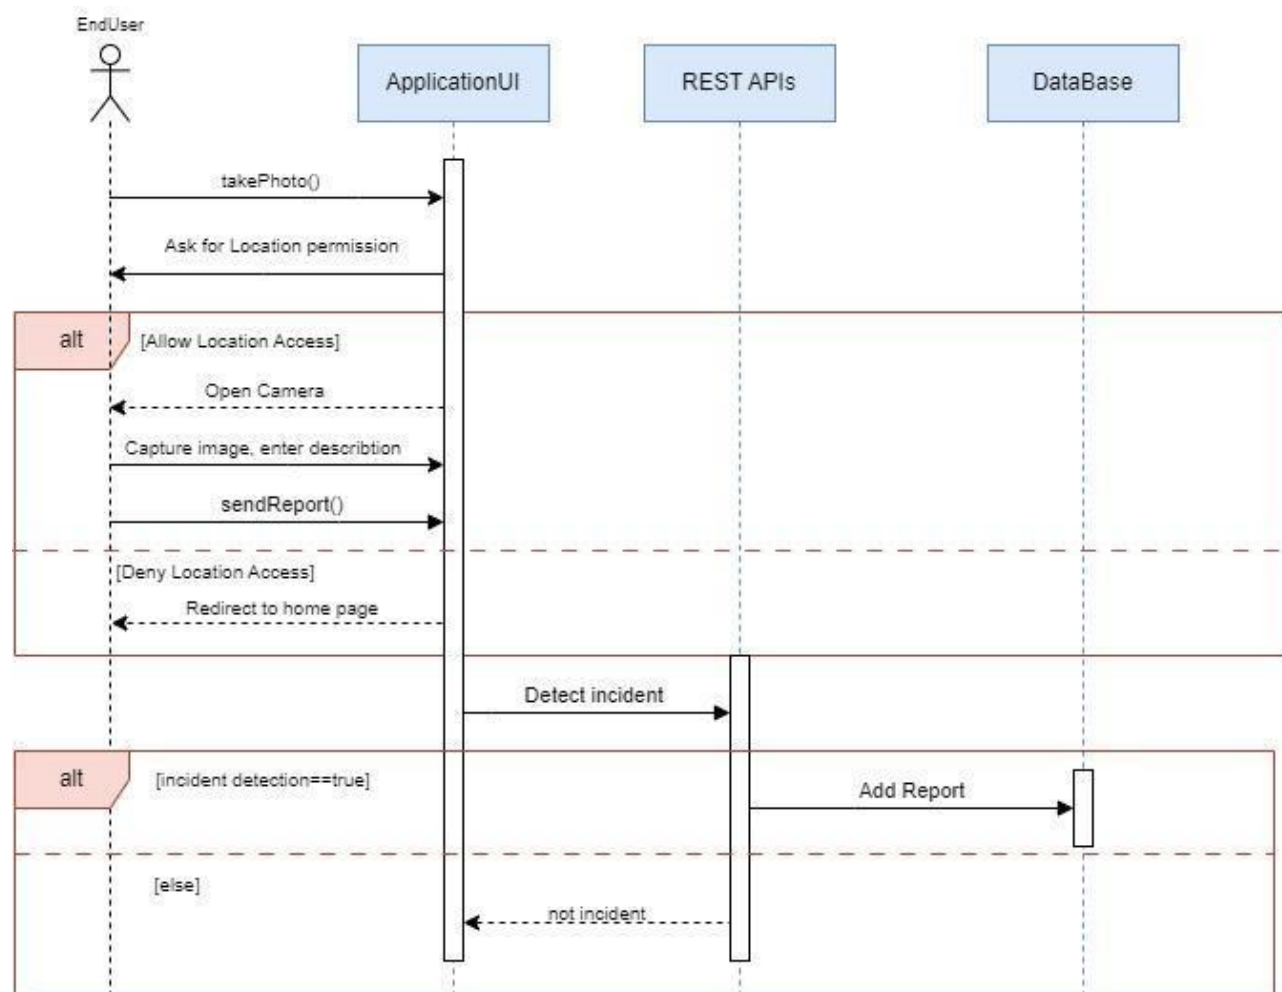 EndUser
ApplicationUI
REST APIs
DataBase
takePhoto()
Ask for Location permission
alt
[Allow Location Access]
Open Camera
Capture image, enter describtion
sendReport()
[Deny Location Access]
Redirect to home page
Detect incident
alt
[incident detection==true]
Add Report
[else]
not incident